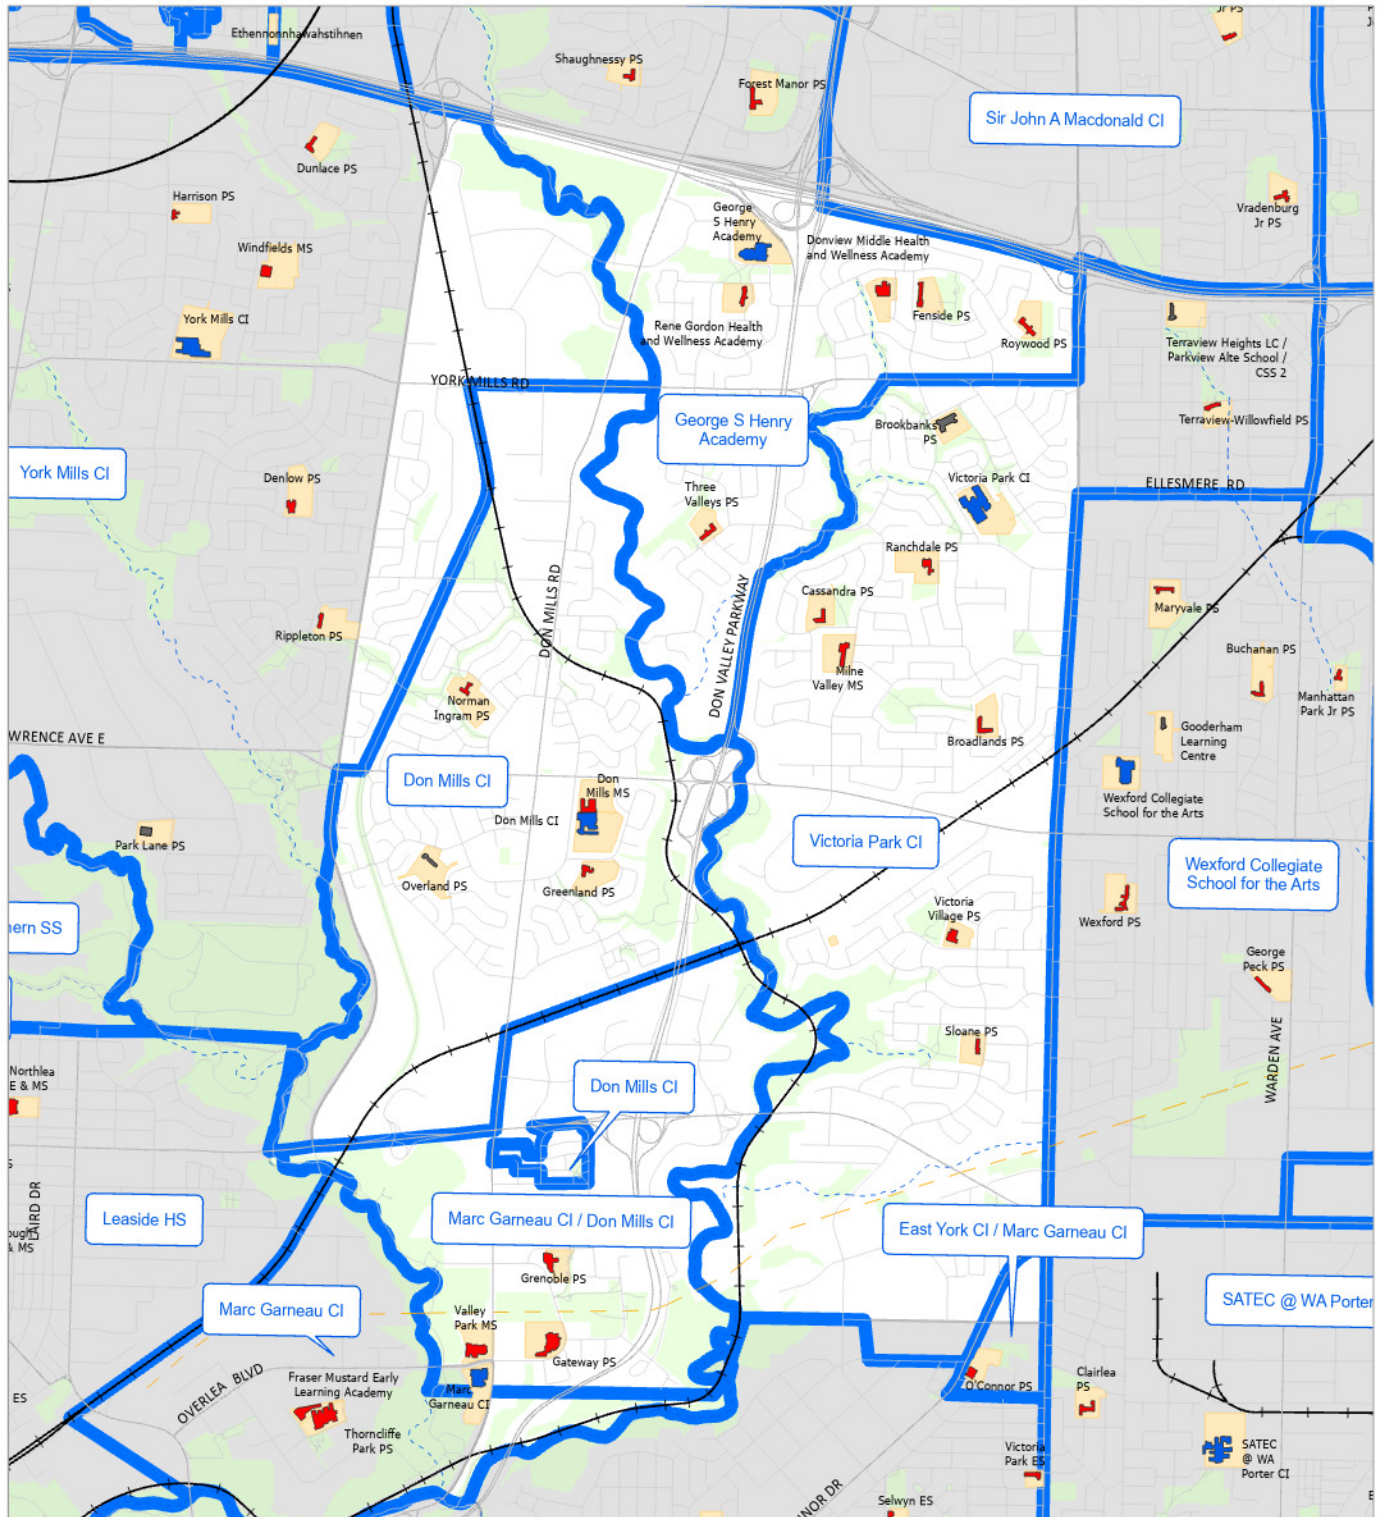 Ethennonnhawahstihnen
Jr PS
Shaughnessy PS
Forest Manor PS
Sir John A Macdonald CI
Dunlace PS
Harrison PS
Vradenburg
Jr PS
George
S Henry
Academy
Donview Middle Health
and Wellness Academy
Windfields MS
York Mills CI
Fenside PS
Rene Gordon Health
and Wellness Academy
Roywood PS
Terraview Heights LC /
Parkview Alte School /
CSS 2
YORK MILLS RD
George S Henry
Academy
Brookbanks
PS
Terraview-Willowfield PS
York Mills CI
Denlow PS
Three
Valleys PS
Victoria Park CI
ELLESMERE RD
Ranchdale PS
DON MILLS RD
DON VALLEY PARKWAY
Cassandra PS
Maryvale PS
Rippleton PS
Buchanan PS
Milne
Valley MS
Norman
Ingram PS
Manhattan
Park Jr PS
WRENCE AVE E
Broadlands PS
Gooderham
Learning
Centre
Don Mills CI
Don
Mills MS
Don Mills CI
Wexford Collegiate
School for the Arts
Park Lane PS
Victoria Park CI
Wexford Collegiate
School for the Arts
Overland PS
Greenland PS
hern SS
Victoria
Village PS
Wexford PS
George
Peck PS
Sloane PS
WARDEN AVE
Northlea
E & MS
Don Mills CI
LAIRD DR
Leaside HS
Marc Garneau CI / Don Mills CI
East York CI / Marc Garneau CI
ough
& MS
Grenoble PS
Marc Garneau CI
Valley
Park MS
SATEC @ WA Porter
Gateway PS
OVERLEA BLVD
Fraser Mustard Early
Learning Academy
Marc
Garneau CI
O'Connor PS
Clairlea
PS
ES
Thorncliffe
Park PS
Victoria
Park ES
SATEC
@ WA
Porter CI
NOR DR
Selwyn ES